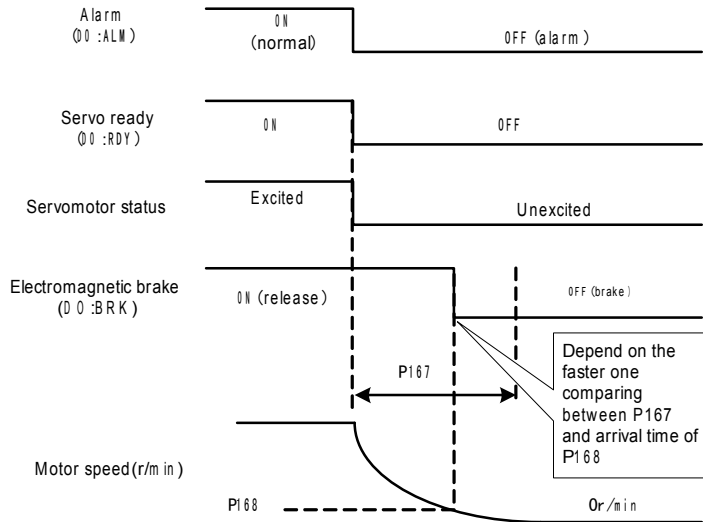 Alarm
(DO:ALM)
ON
(normal)
OFF (alarm)
Servo ready
(DO:RDY)
ON
OFF
Servomotor status
Excited
Unexcited
Electromagnetic brake
(DO:BRK)
ON (release)
OFF (brake)
P167
Depend on the
faster one
comparing
between P167
and arrival time of
P168
Motor speed(r/min)
P168
0r/min